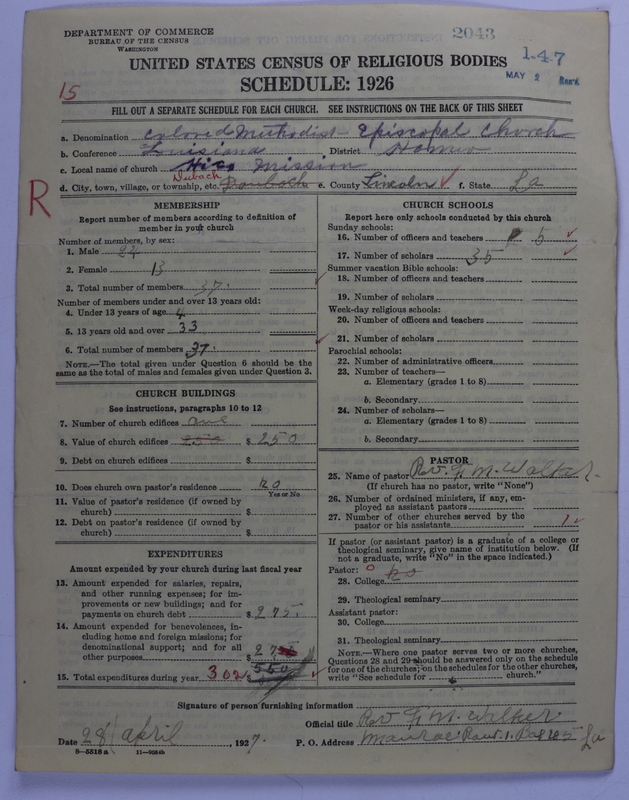 DEPARTMENT OF COMMERCE
BUREAU OF THE CENSUS
WASHINGTON
2043
1-4-7
MAY 2 Rec'd
UNITED STATES CENSUS OF RELIGIOUS BODIES
SCHEDULE: 1926
15
FILL OUT A SEPARATE SCHEDULE FOR EACH CHURCH. SEE INSTRUCTIONS ON THE BACK OF THIS SHEET
a. Denomination Colored Methodist Episcopal Church
b. Conference Louisiana District Homer
c. Local name of church Mission
d. City, town, village, or township, etc. Dubach e. County Lincoln f. State La
R
MEMBERSHIP
Report number of members according to definition of member in your church
Number of members, by sex:
1. Male 24
2. Female 13
3. Total number of members 37
Number of members under and over 13 years old:
4. Under 13 years of age 4
5. 13 years old and over 33
6. Total number of members 37
NOTE.—The total given under Question 6 should be the same as the total of males and females given under Question 3.
CHURCH BUILDINGS
See instructions, paragraphs 10 to 12
7. Number of church edifices one
8. Value of church edifices 250 $ 250
9. Debt on church edifices $
10. Does church own pastor's residence no
Yes or No
11. Value of pastor's residence (if owned by church) $
12. Debt on pastor's residence (if owned by church) $
EXPENDITURES
Amount expended by your church during last fiscal year
13. Amount expended for salaries, repairs, and other running expenses; for improvements or new buildings; and for payments on church debt $ 275
14. Amount expended for benevolences, including home and foreign missions; for denominational support; and for all other purposes 27
15. Total expenditures during year 302 $ 550
CHURCH SCHOOLS
Report here only schools conducted by this church
Sunday schools:
16. Number of officers and teachers 5
17. Number of scholars 35
Summer vacation Bible schools:
18. Number of officers and teachers
19. Number of scholars
Week-day religious schools:
20. Number of officers and teachers
21. Number of scholars
Parochial schools:
22. Number of administrative officers
23. Number of teachers—
a. Elementary (grades 1 to 8)
b. Secondary
24. Number of scholars—
a. Elementary (grades 1 to 8)
b. Secondary
PASTOR
25. Name of pastor Rev. G. M. Walker
(If church has no pastor, write "None")
26. Number of ordained ministers, if any, employed as assistant pastors
27. Number of other churches served by the pastor or his assistants 1
If pastor (or assistant pastor) is a graduate of a college or theological seminary, give name of institution below. (If not a graduate, write "No" in the space indicated.)
Pastor: 0
28. College no
29. Theological seminary
Assistant pastor:
30. College
31. Theological seminary
NOTE.—Where one pastor serves two or more churches, Questions 28 and 29 should be answered only on the schedule for one of the churches; on the schedules for the other churches, write "See schedule for church."
Signature of person furnishing information
Official title Rev G. M. Walker
Date 28 April, 1927. P. O. Address Rout. 1. Box La
8-5518a 11-9054b